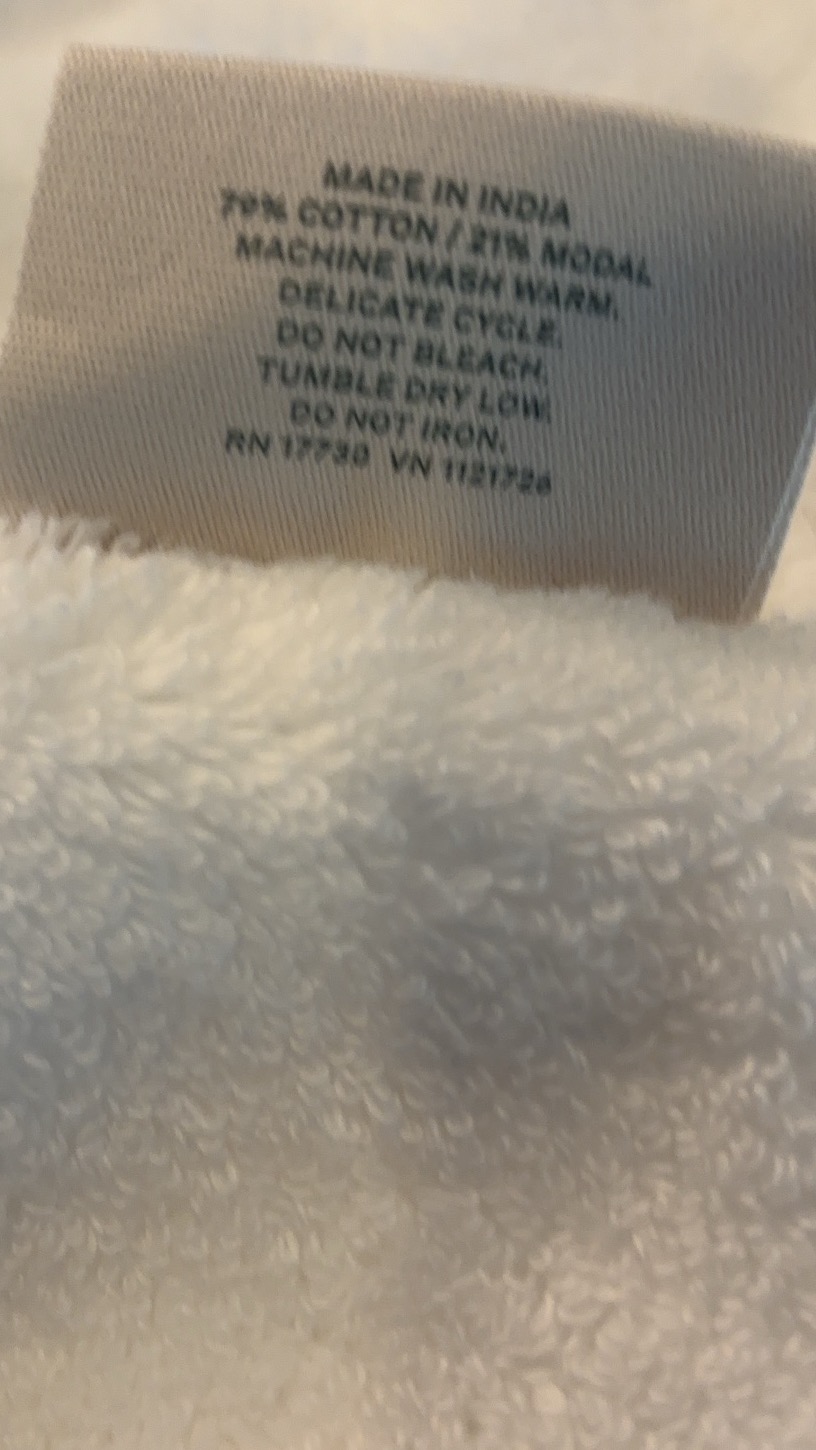 MADE IN INDIA
79% COTTON / 21% MODAL
MACHINE WASH WARM,
DELICATE CYCLE.
DO NOT BLEACH.
TUMBLE DRY LOW.
DO NOT IRON.
RN 17730 VN 1121726